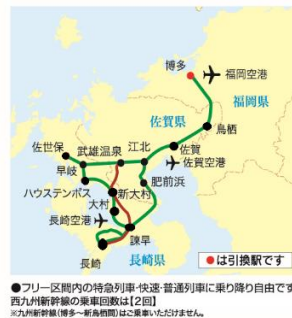 博多
福岡空港
福岡県
佐賀県
鳥栖
佐世保
武雄温泉
江北
佐賀
佐賀空港
早岐
肥前浜
ハウステンボス
新大村
大村
長崎空港
諫早
長崎
長崎県
●は引換駅です
●フリー区間内の特急列車・快速・普通列車に乗り降り自由です
西九州新幹線の乗車回数は【2回】
※九州新幹線(博多~新鳥栖間)はご乗車いただけません。